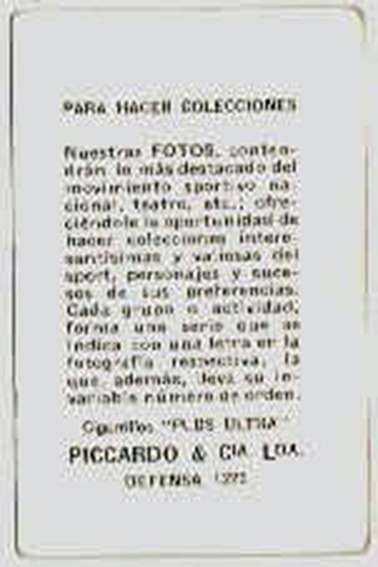 PARA HACER COLECCIONES
Nuestras FOTOS, conten-
drán lo más destacado del
movimiento sportivo na-
cional, teatro, etc.; ofre-
ciéndole la oportunidad de
hacer colecciones intere-
santísimas y valiosas del
sport, personajes y suce-
sos de sus preferencias.
Cada grupo o actividad,
forma una serie que se
indica con una letra en la
fotografía respectiva, la
que además, lleva su in-
variable número de orden.
Cigarrillos "PLUS ULTRA"
PICCARDO & Cía. LDA.
DEFENSA